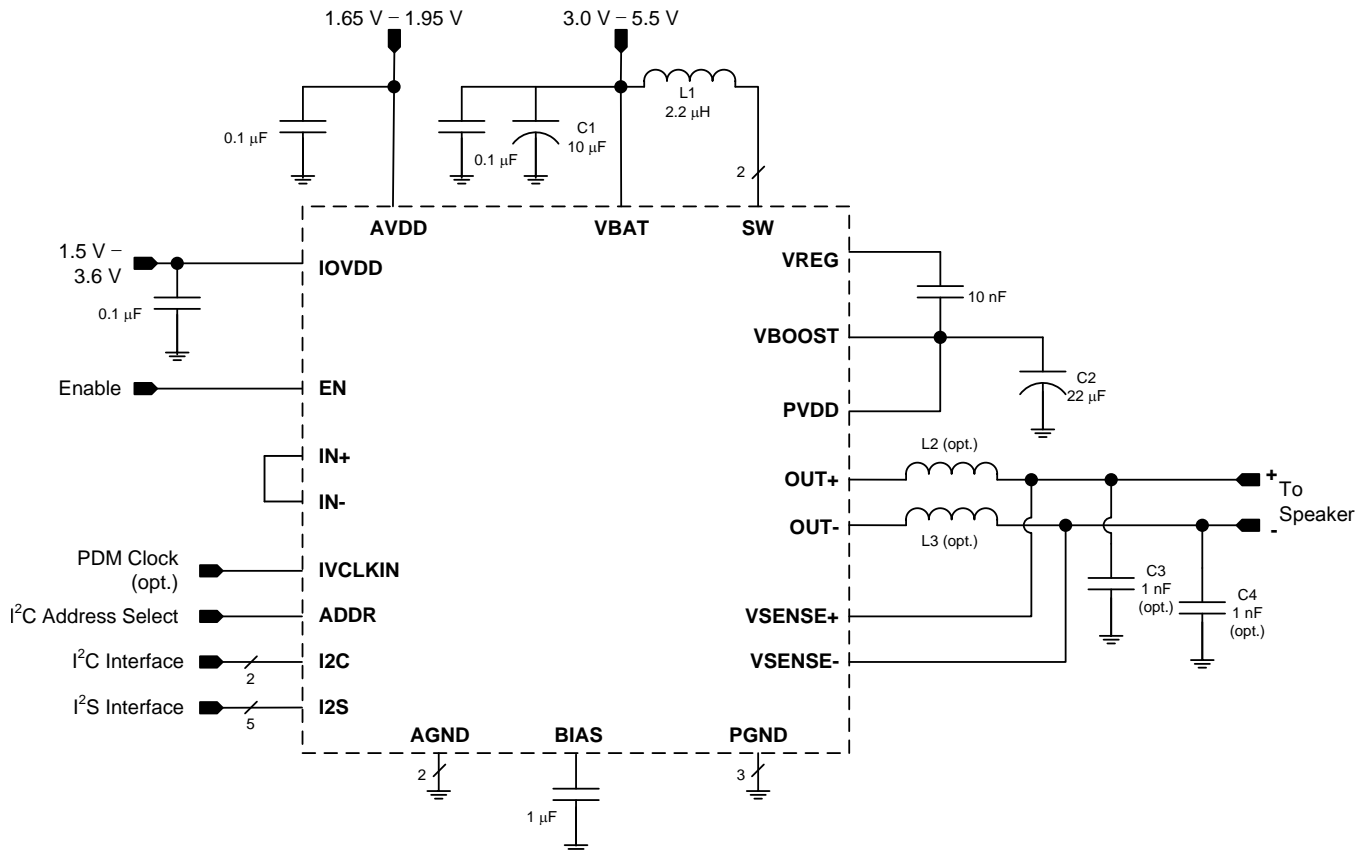 1.65 V – 1.95 V
3.0 V – 5.5 V
L1
2.2 μH
0.1 μF
0.1 μF
C1
10 μF
2
AVDD
VBAT
SW
1.5 V –
3.6 V
IOVDD
0.1 μF
VREG
10 nF
VBOOST
C2
22 μF
PVDD
Enable
EN
IN+
IN-
L2 (opt.)
OUT+
+
To
Speaker
OUT-
-
L3 (opt.)
PDM Clock
(opt.)
IVCLKIN
C3
1 nF
(opt.)
C4
1 nF
(opt.)
I²C Address Select
ADDR
VSENSE+
I²C Interface
2
I2C
VSENSE-
I²S Interface
5
I2S
AGND
BIAS
PGND
2
3
1 μF